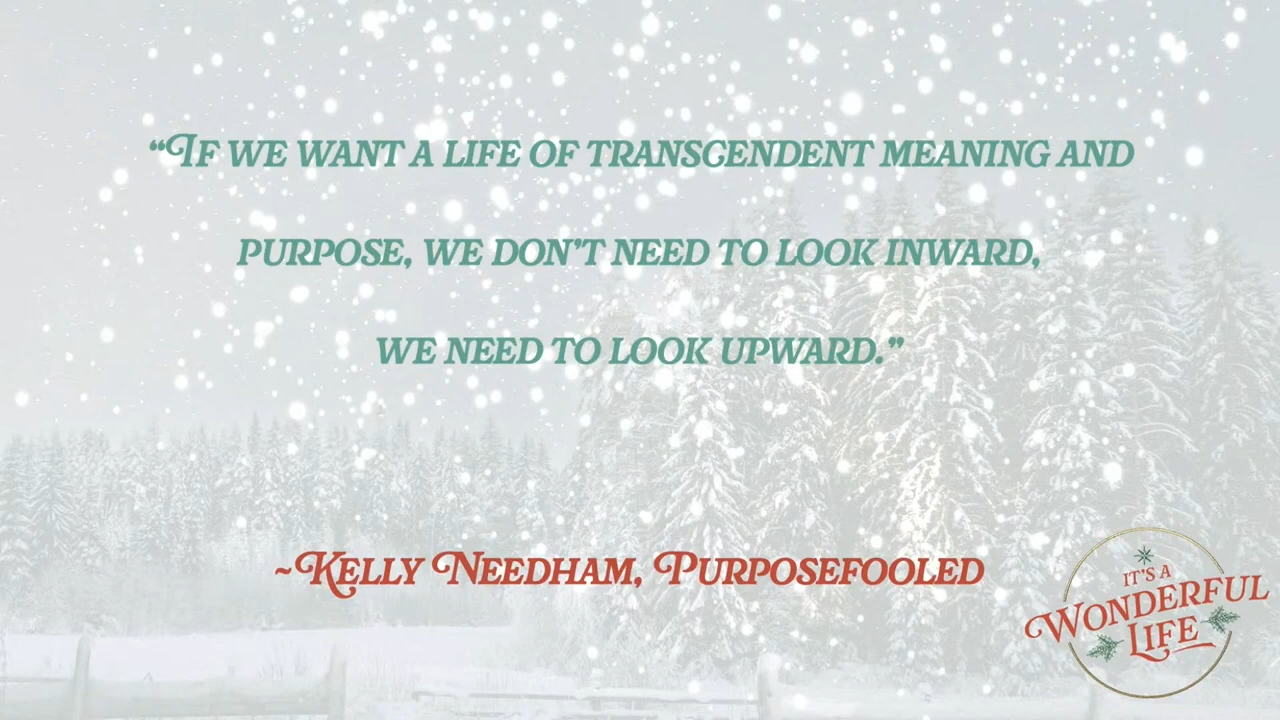 “If we want a life of transcendent meaning and
purpose, we don’t need to look inward,
we need to look upward.”
~Kelly Needham, Purposefooled
It’s a
Wonderful
Life